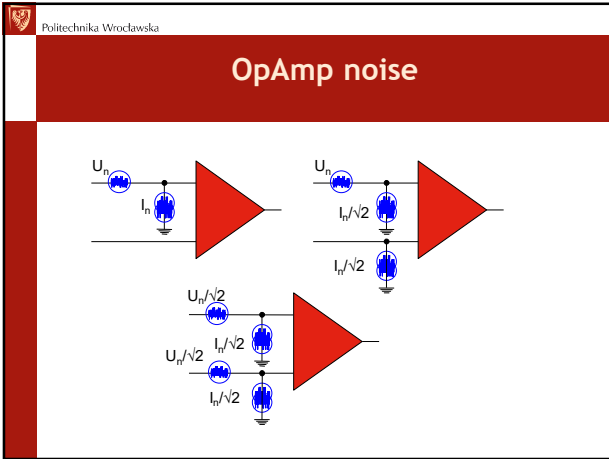 Politechnika Wrocławska
OpAmp noise
Un
In
Un
In/√2
In/√2
Un/√2
In/√2
Un/√2
In/√2